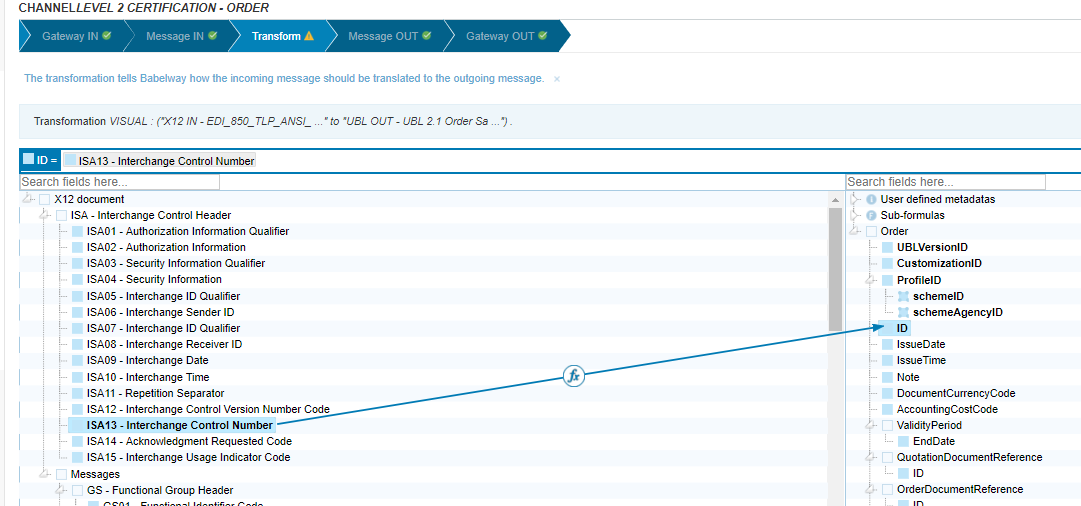 CHANNELLEVEL 2 CERTIFICATION - ORDER
Gateway IN Message IN Transform Message OUT Gateway OUT
The transformation tells Babelway how the incoming message should be translated to the outgoing message. ×
Transformation VISUAL : ("X12 IN - EDI_850_TLP_ANSI_ ..." to "UBL OUT - UBL 2.1 Order Sa ...") .
ID = ISA13 - Interchange Control Number
Search fields here...
X12 document
ISA - Interchange Control Header
ISA01 - Authorization Information Qualifier
ISA02 - Authorization Information
ISA03 - Security Information Qualifier
ISA04 - Security Information
ISA05 - Interchange ID Qualifier
ISA06 - Interchange Sender ID
ISA07 - Interchange ID Qualifier
ISA08 - Interchange Receiver ID
ISA09 - Interchange Date
ISA10 - Interchange Time
ISA11 - Repetition Separator
ISA12 - Interchange Control Version Number Code
ISA13 - Interchange Control Number
ISA14 - Acknowledgment Requested Code
ISA15 - Interchange Usage Indicator Code
Messages
GS - Functional Group Header
GS01 - Functional Identifier Code
fx
Search fields here...
User defined metadatas
Sub-formulas
Order
UBLVersionID
CustomizationID
ProfileID
schemeID
schemeAgencyID
ID
IssueDate
IssueTime
Note
DocumentCurrencyCode
AccountingCostCode
ValidityPeriod
EndDate
QuotationDocumentReference
ID
OrderDocumentReference
ID